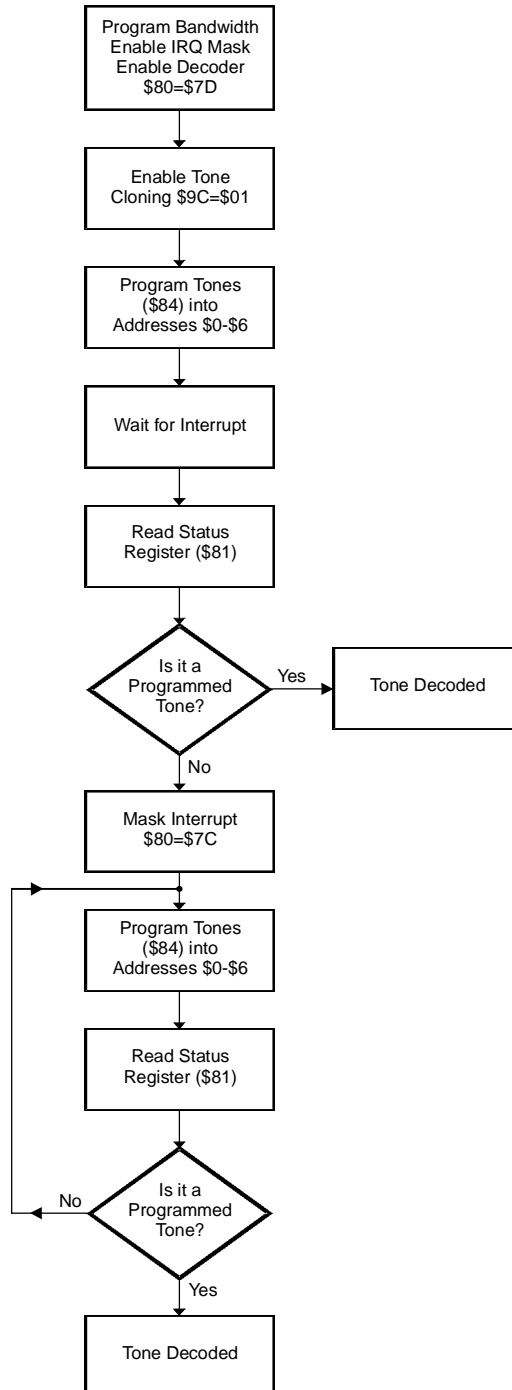 Program Bandwidth
Enable IRQ Mask
Enable Decoder
$80=$7D
Enable Tone
Cloning $9C=$01
Program Tones
($84) into
Addresses $0-$6
Wait for Interrupt
Read Status
Register ($81)
Is it a
Programmed
Tone?
Yes
Tone Decoded
No
Mask Interrupt
$80=$7C
Program Tones
($84) into
Addresses $0-$6
Read Status
Register ($81)
Is it a
Programmed
Tone?
No
Yes
Tone Decoded